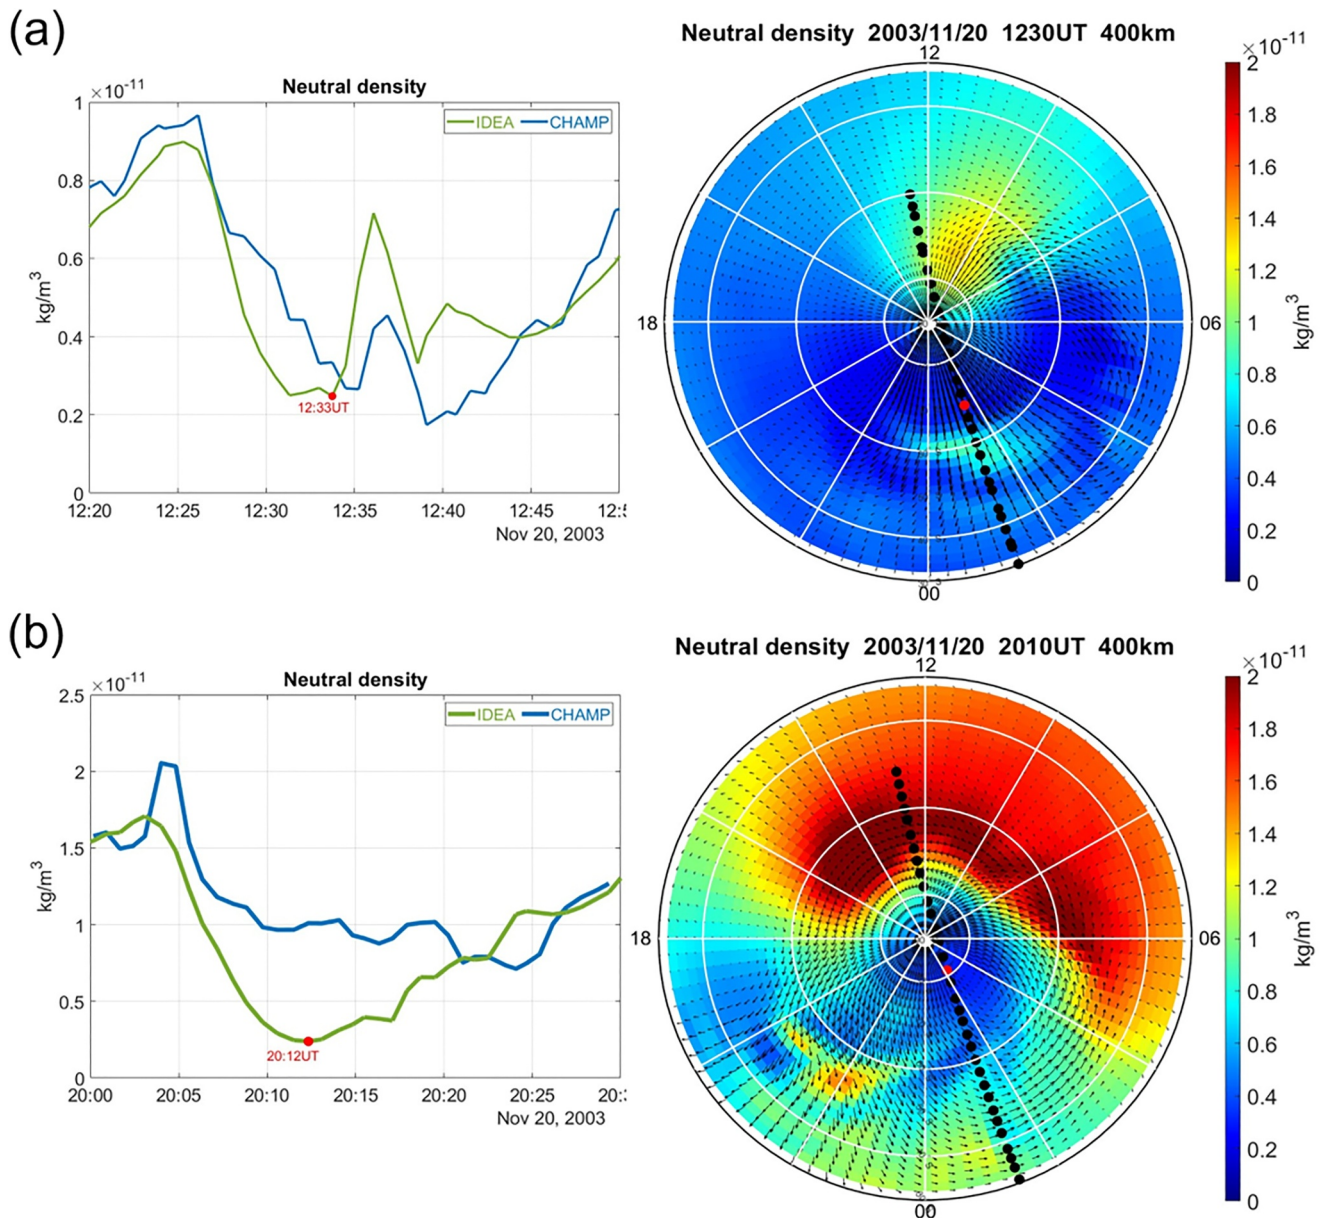 (a)
Neutral density
×10⁻¹¹
IDEA CHAMP
1
0.8
0.6
0.4
0.2
0
kg/m³
12:33UT
12:20 12:25 12:30 12:35 12:40 12:45
Nov 20, 2003
Neutral density 2003/11/20 1230UT 400km
12
18
06
00
×10⁻¹¹
2
1.8
1.6
1.4
1.2
1
0.8
0.6
0.4
0.2
0
kg/m³
(b)
Neutral density
×10⁻¹¹
IDEA CHAMP
2.5
2
1.5
1
0.5
0
kg/m³
20:12UT
20:00 20:05 20:10 20:15 20:20 20:25
Nov 20, 2003
Neutral density 2003/11/20 2010UT 400km
12
18
06
00
×10⁻¹¹
2
1.8
1.6
1.4
1.2
1
0.8
0.6
0.4
0.2
0
kg/m³